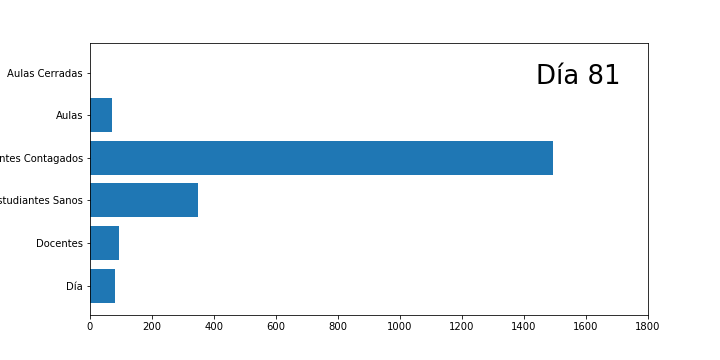 Día 81
Aulas Cerradas
Aulas
ntes Contagados
studiantes Sanos
Docentes
Día
0 200 400 600 800 1000 1200 1400 1600 1800